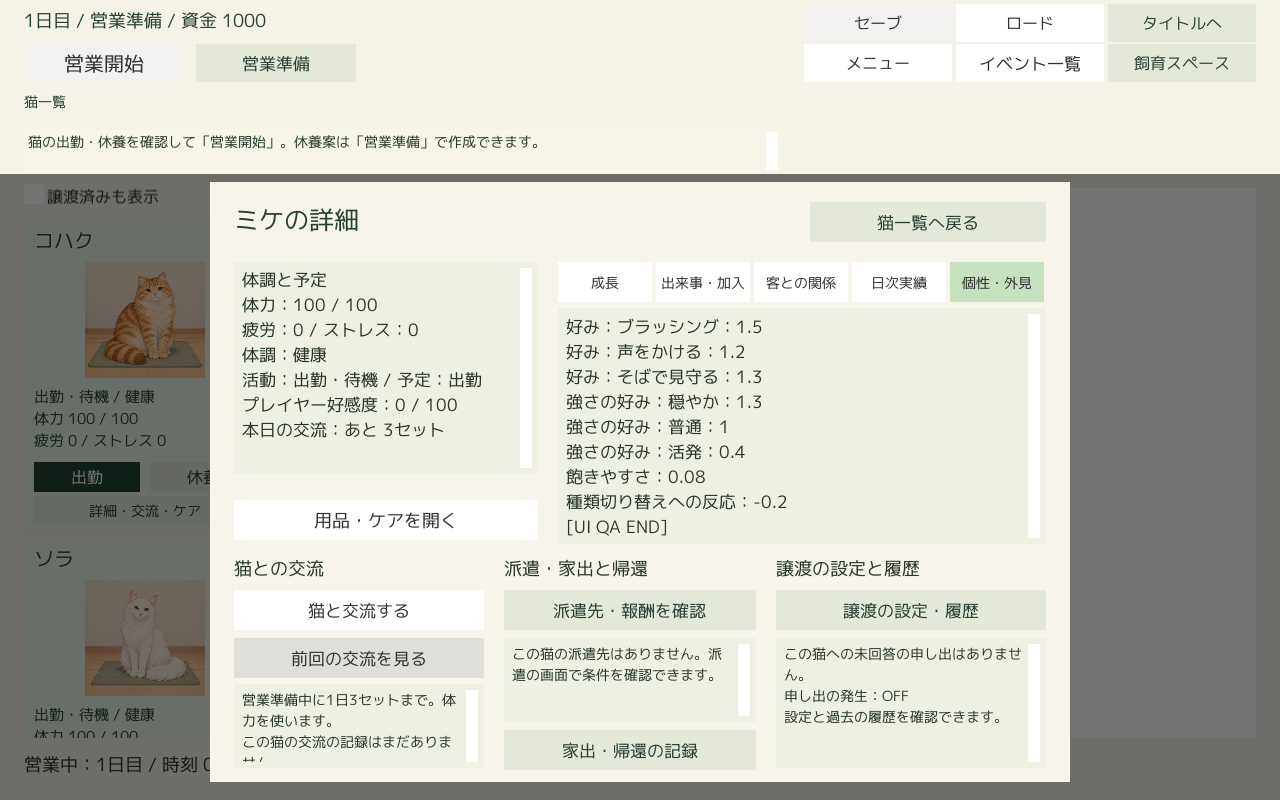 1日目 / 営業準備 / 資金 1000
セーブ
ロード
タイトルへ
営業開始
営業準備
メニュー
イベント一覧
飼育スペース
猫一覧
猫の出勤・休養を確認して「営業開始」。休養案は「営業準備」で作成できます。
譲渡済みも表示
コハク
出勤・待機 / 健康
体力 100 / 100
疲労 0 / ストレス 0
出勤
休養
詳細・交流・ケア
ソラ
出勤・待機 / 健康
体力 100 / 100
営業中:1日目 / 時刻 0
ミケの詳細
猫一覧へ戻る
体調と予定
体力:100 / 100
疲労:0 / ストレス:0
体調:健康
活動:出勤・待機 / 予定:出勤
プレイヤー好感度:0 / 100
本日の交流:あと 3セット
用品・ケアを開く
成長
出来事・加入
客との関係
日次実績
個性・外見
好み:ブラッシング:1.5
好み:声をかける:1.2
好み:そばで見守る:1.3
強さの好み:穏やか:1.3
強さの好み:普通:1
強さの好み:活発:0.4
飽きやすさ:0.08
種類切り替えへの反応:-0.2
[UI QA END]
猫との交流
猫と交流する
前回の交流を見る
営業準備中に1日3セットまで。体
力を使います。
この猫の交流の記録はまだありま
せん
派遣・家出と帰還
派遣先・報酬を確認
この猫の派遣先はありません。派
遣の画面で条件を確認できます。
家出・帰還の記録
譲渡の設定と履歴
譲渡の設定・履歴
この猫への未回答の申し出はありませ
ん。
申し出の発生:OFF
設定と過去の履歴を確認できます。